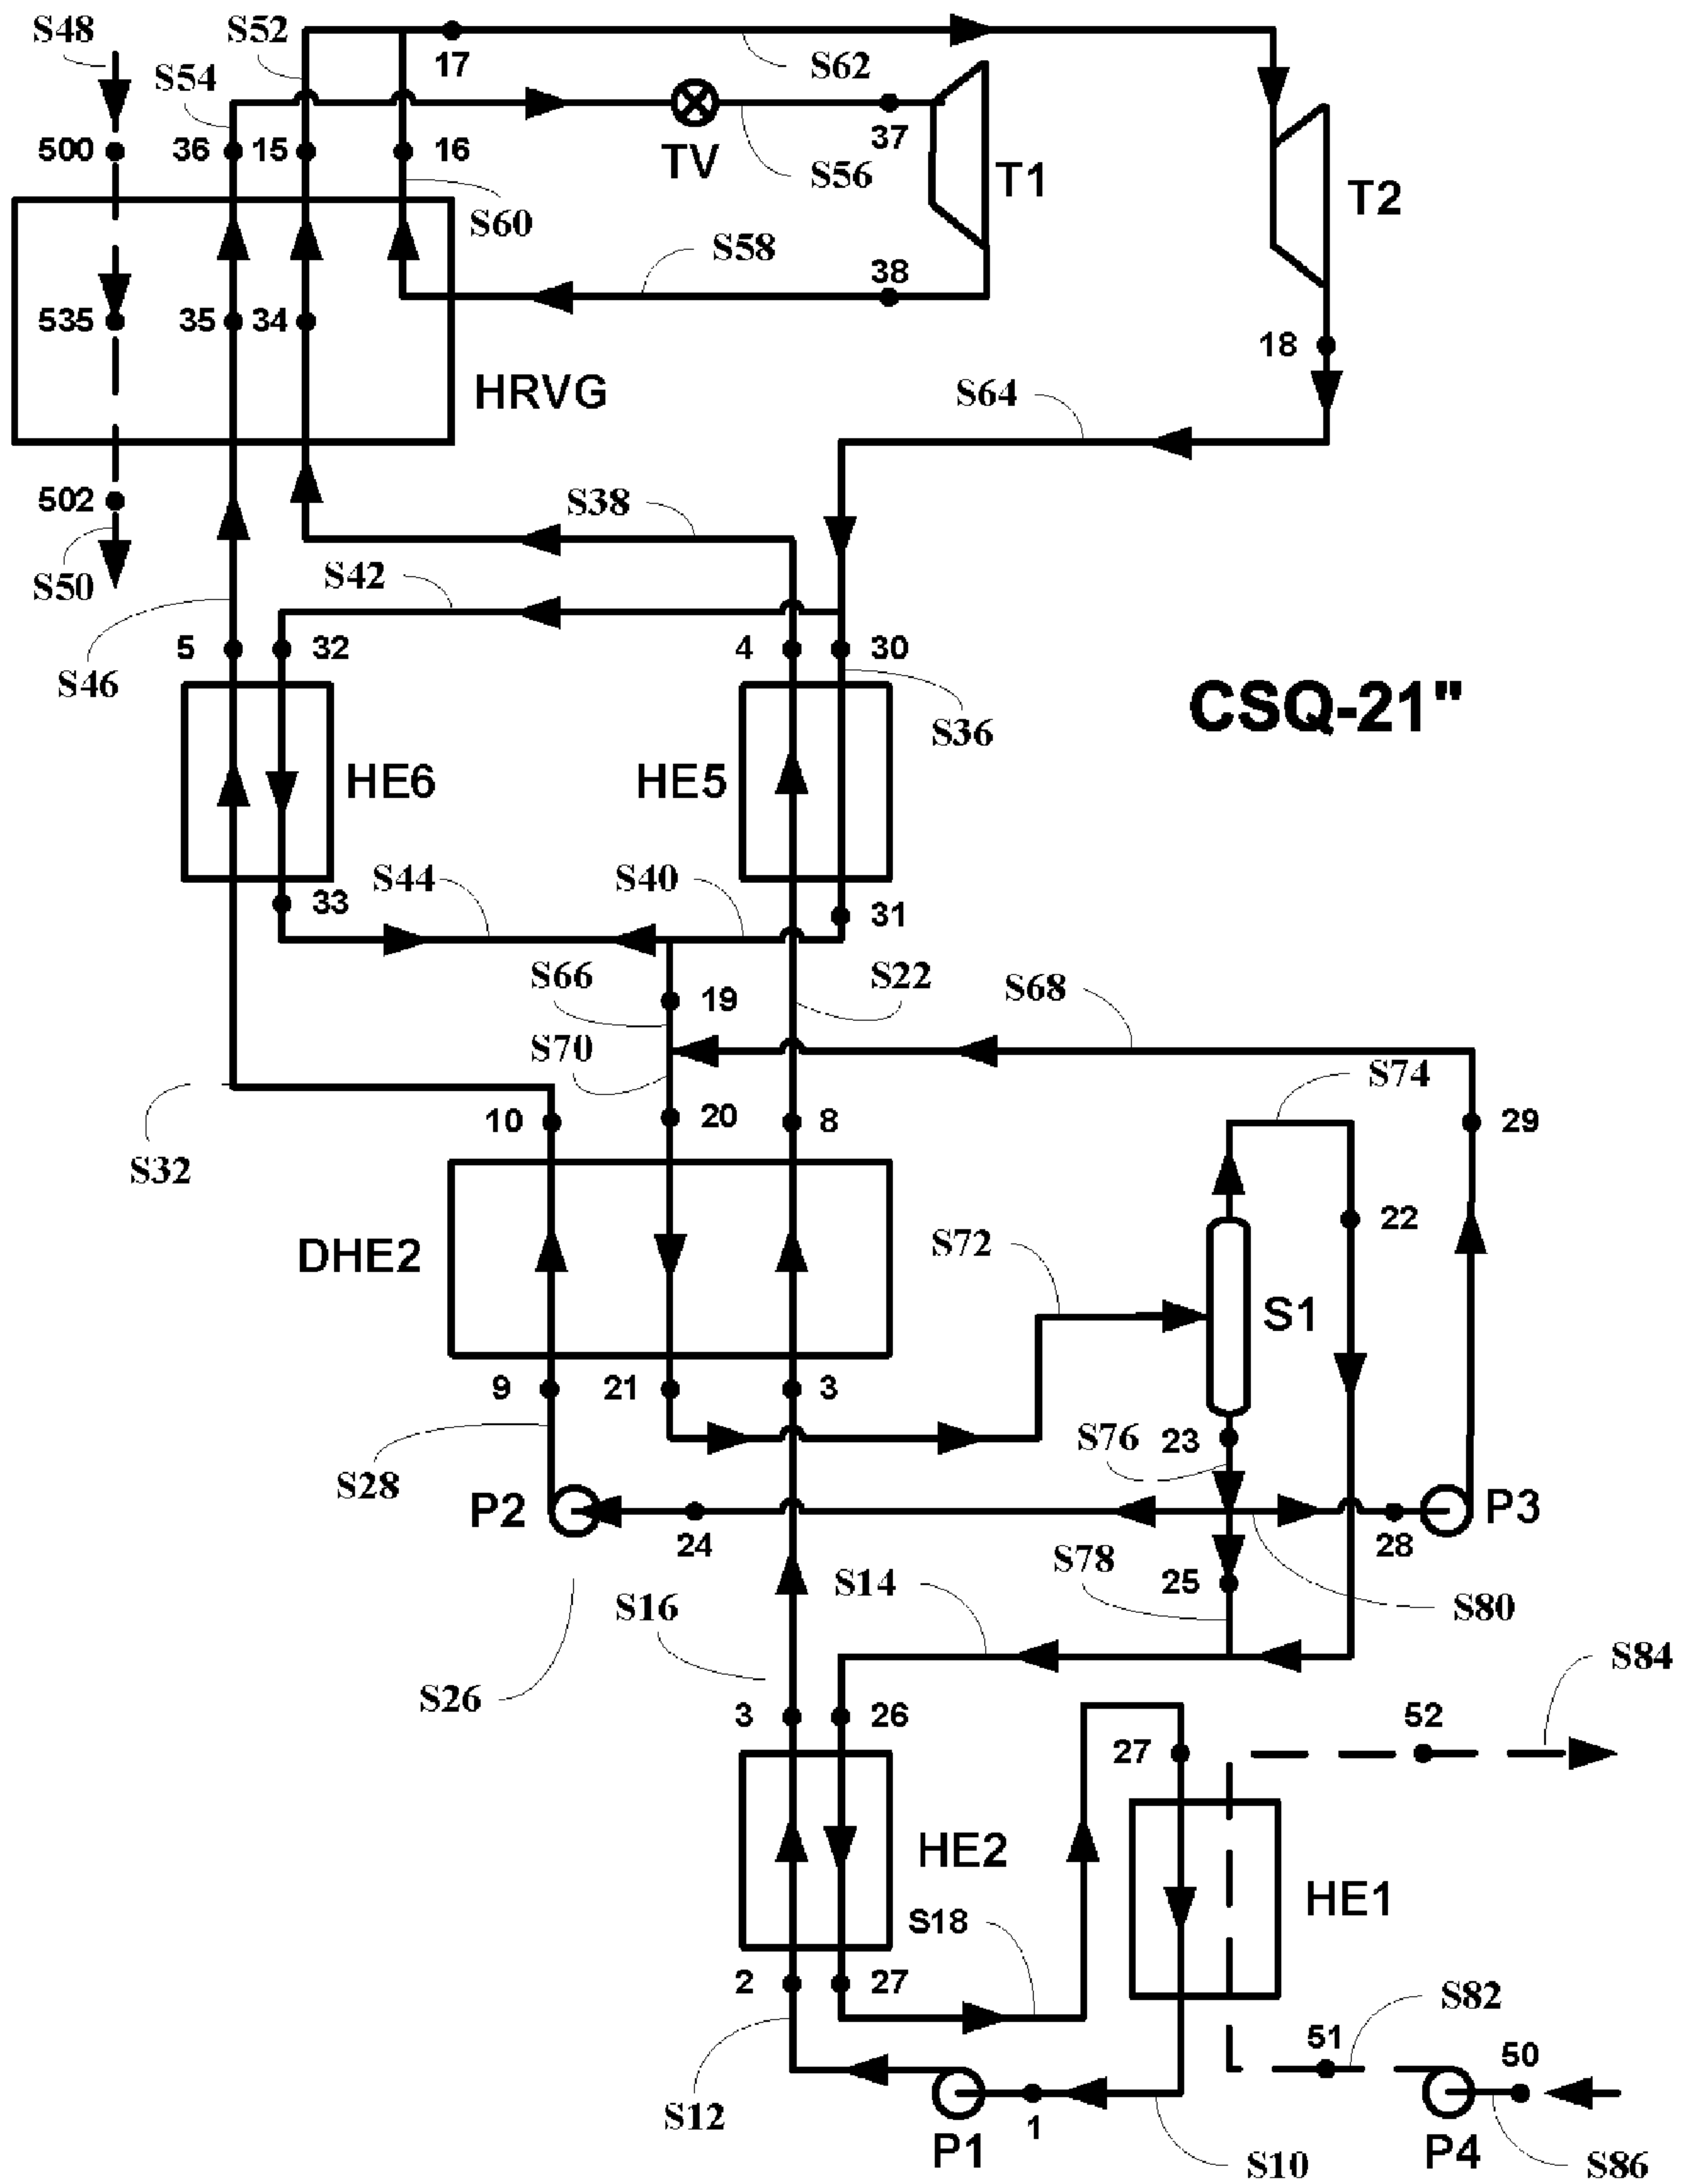 S48
S52
17
S62
S54
500
36
15
16
TV
37
S56
T1
T2
S60
S58
38
535
35
34
18
HRVG
S64
502
S38
S50
S42
5
32
4
30
S46
CSQ-21"
S36
HE6
HE5
S44
S40
33
31
S66
S22
S68
19
S70
S74
10
20
8
29
S32
22
DHE2
S72
S1
9
21
3
S76
23
S28
P2
P3
24
28
S78
S14
25
S16
S80
S84
S26
3
26
52
27
HE2
HE1
S18
2
27
S82
51
50
S12
1
P1
P4
S10
S86